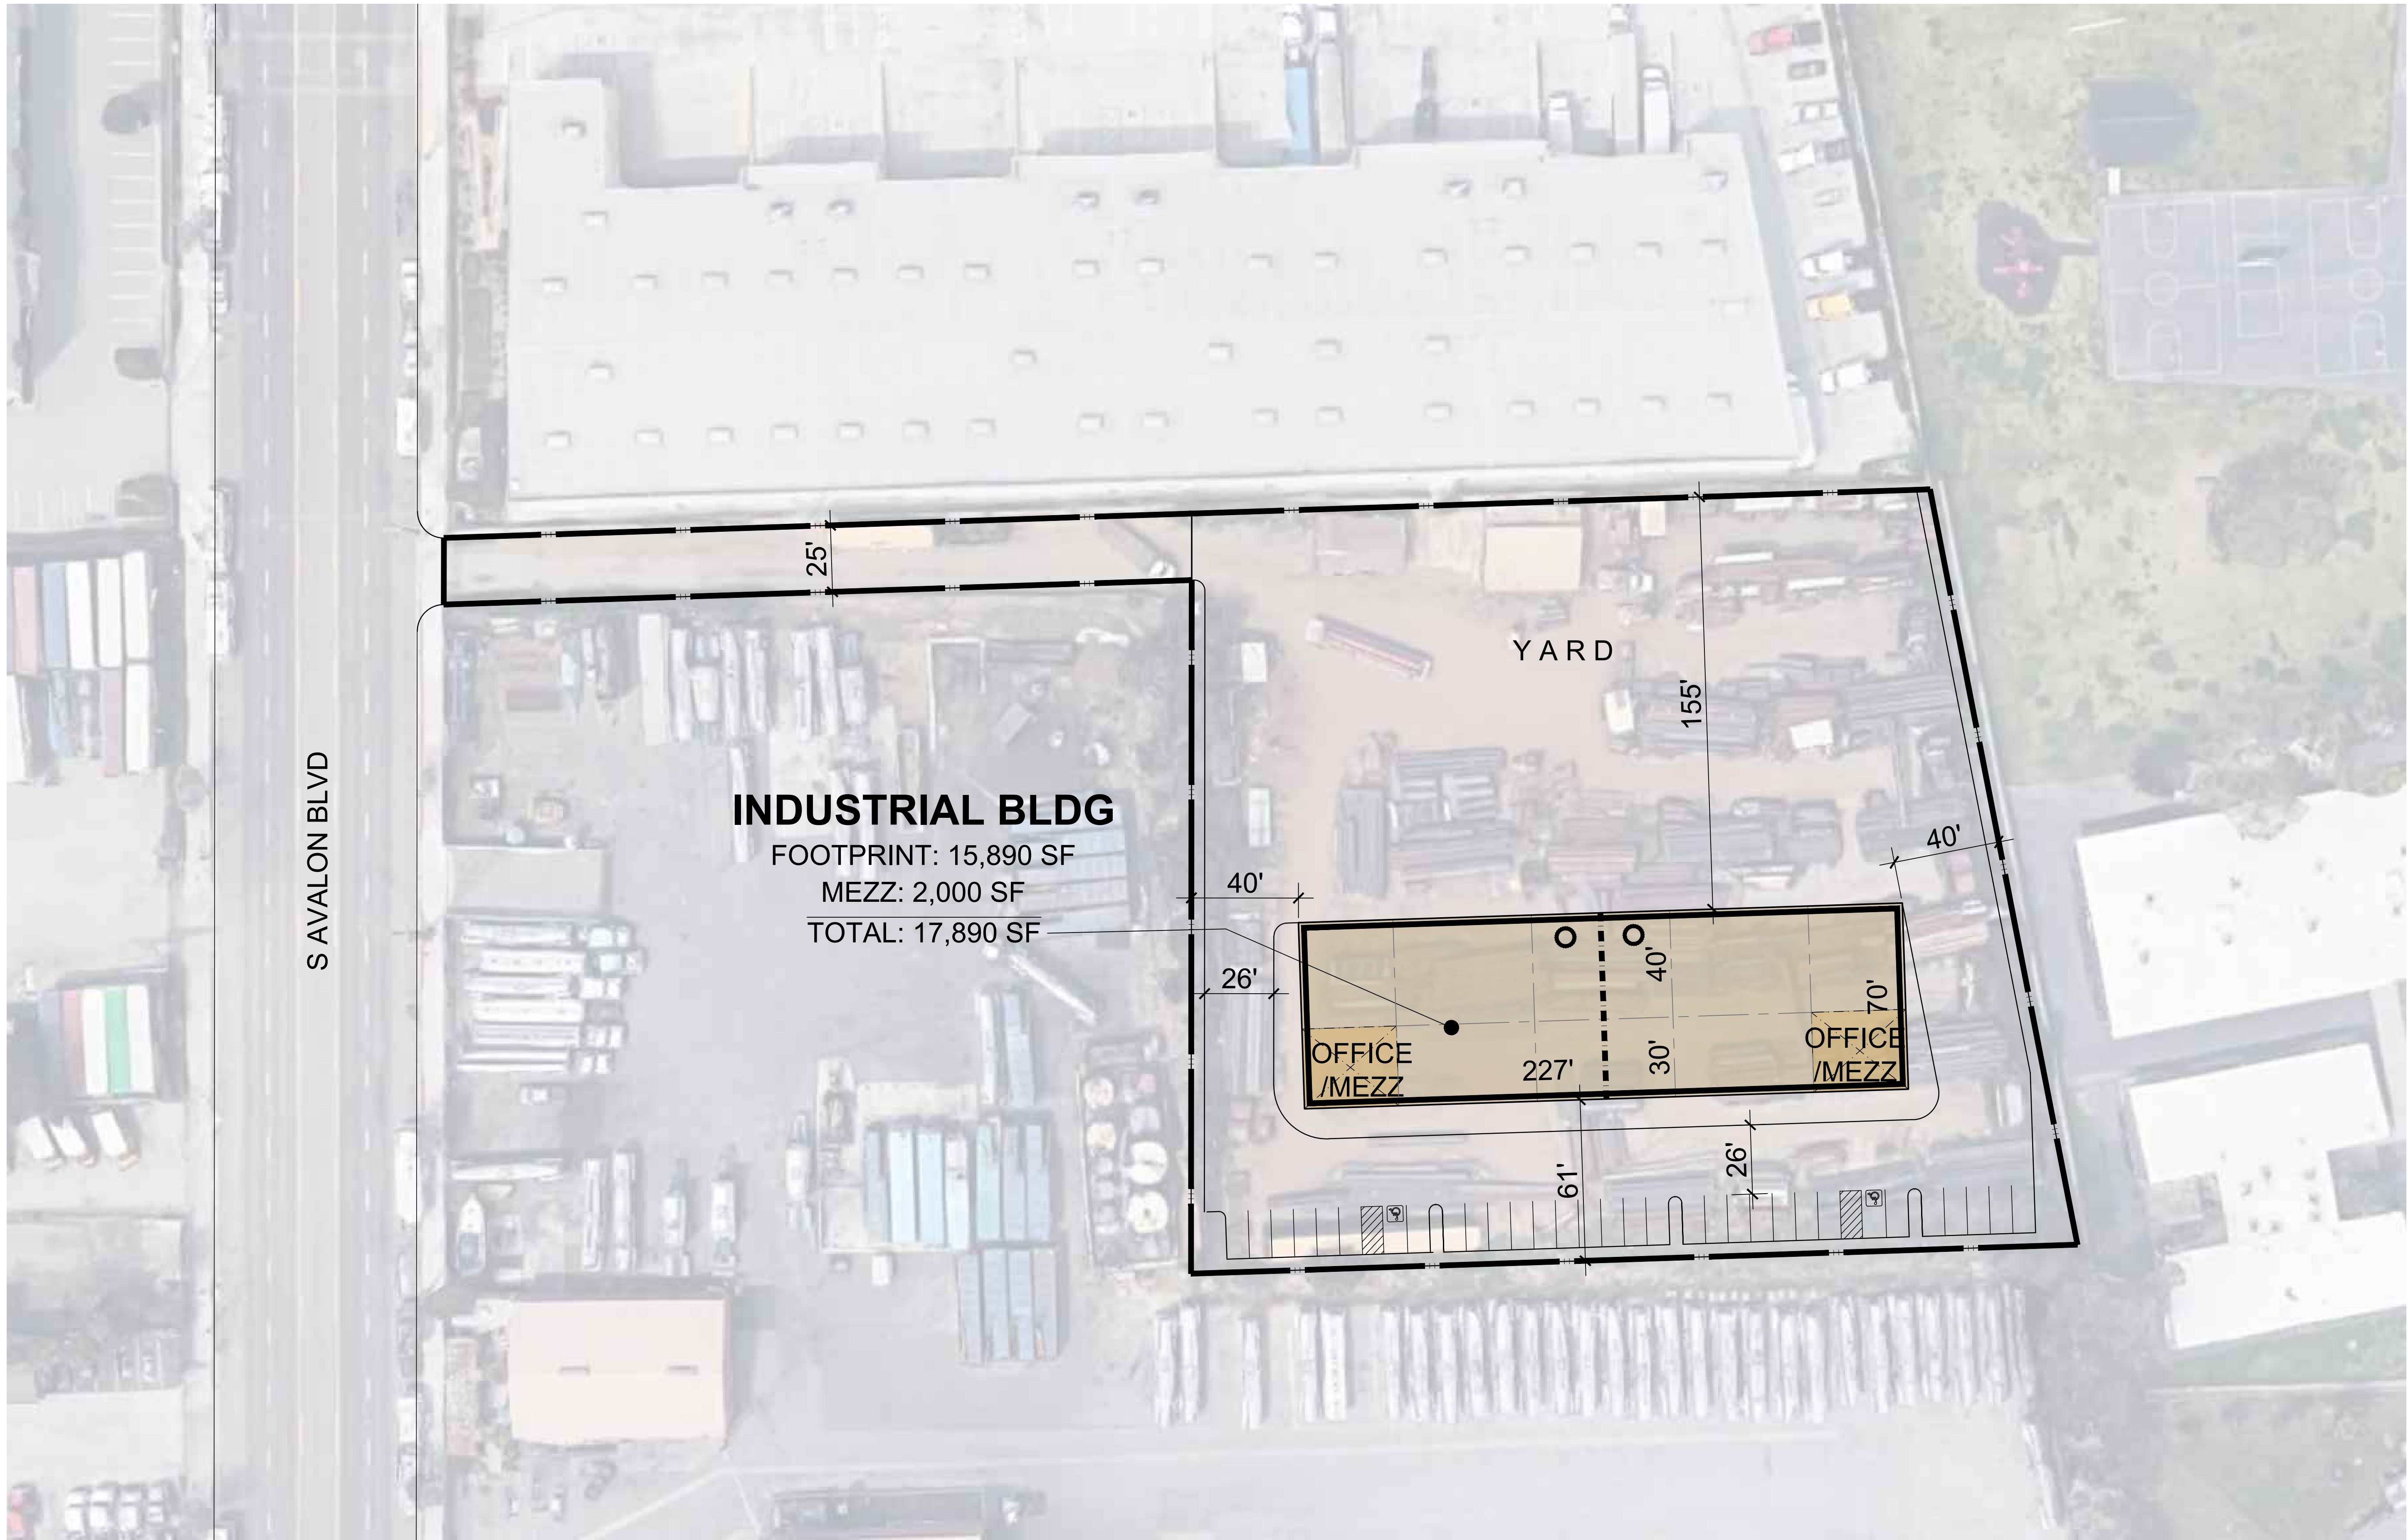 25'
YARD
155'
S AVALON BLVD
INDUSTRIAL BLDG
FOOTPRINT: 15,890 SF
MEZZ: 2,000 SF
TOTAL: 17,890 SF
40'
40'
26'
40'
70'
OFFICE
/MEZZ
227'
30'
OFFICE
/MEZZ
61'
26'